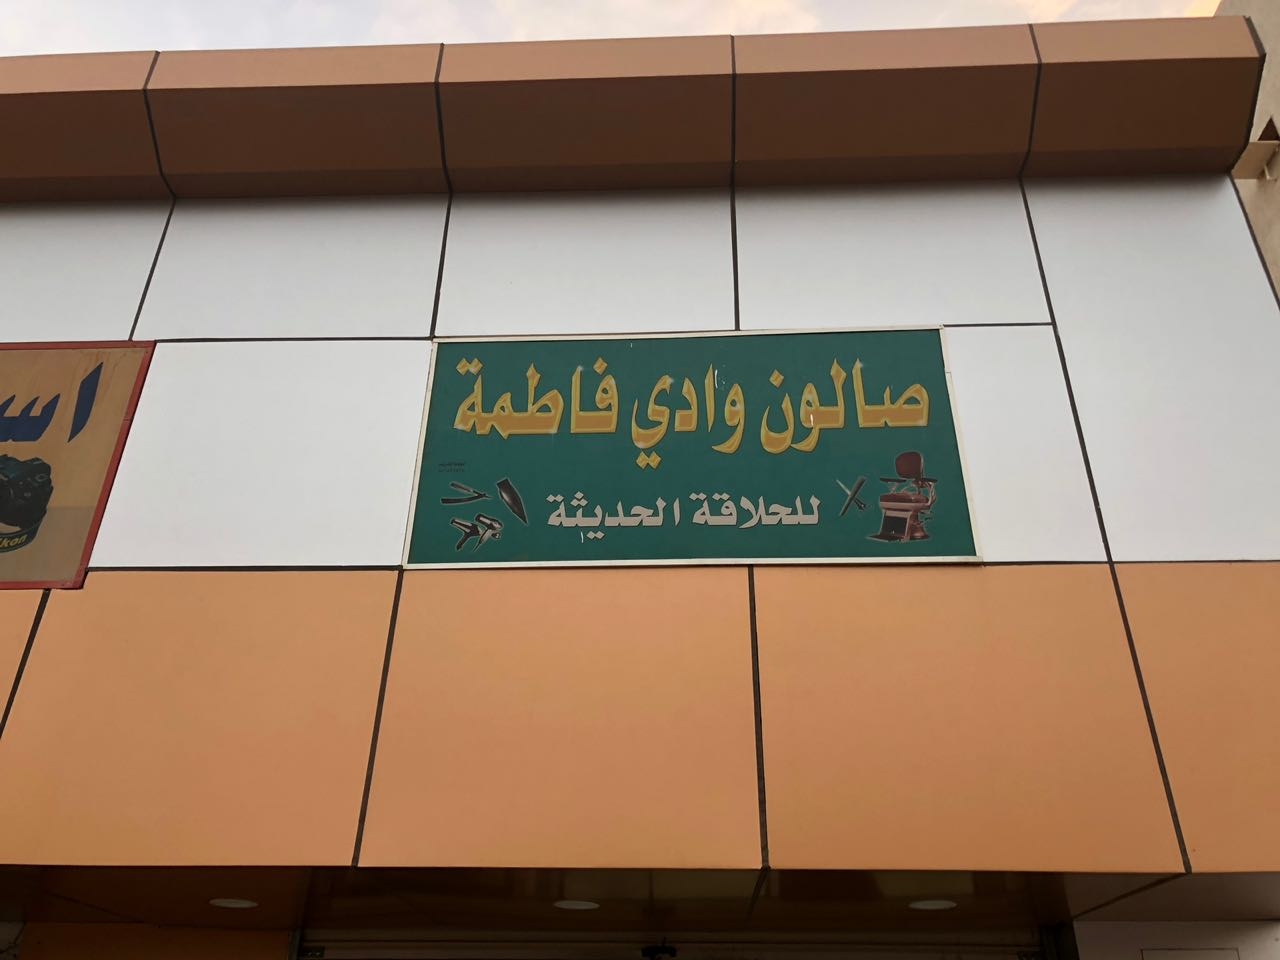 صالون وادي فاطمة
للحلاقة الحديثة